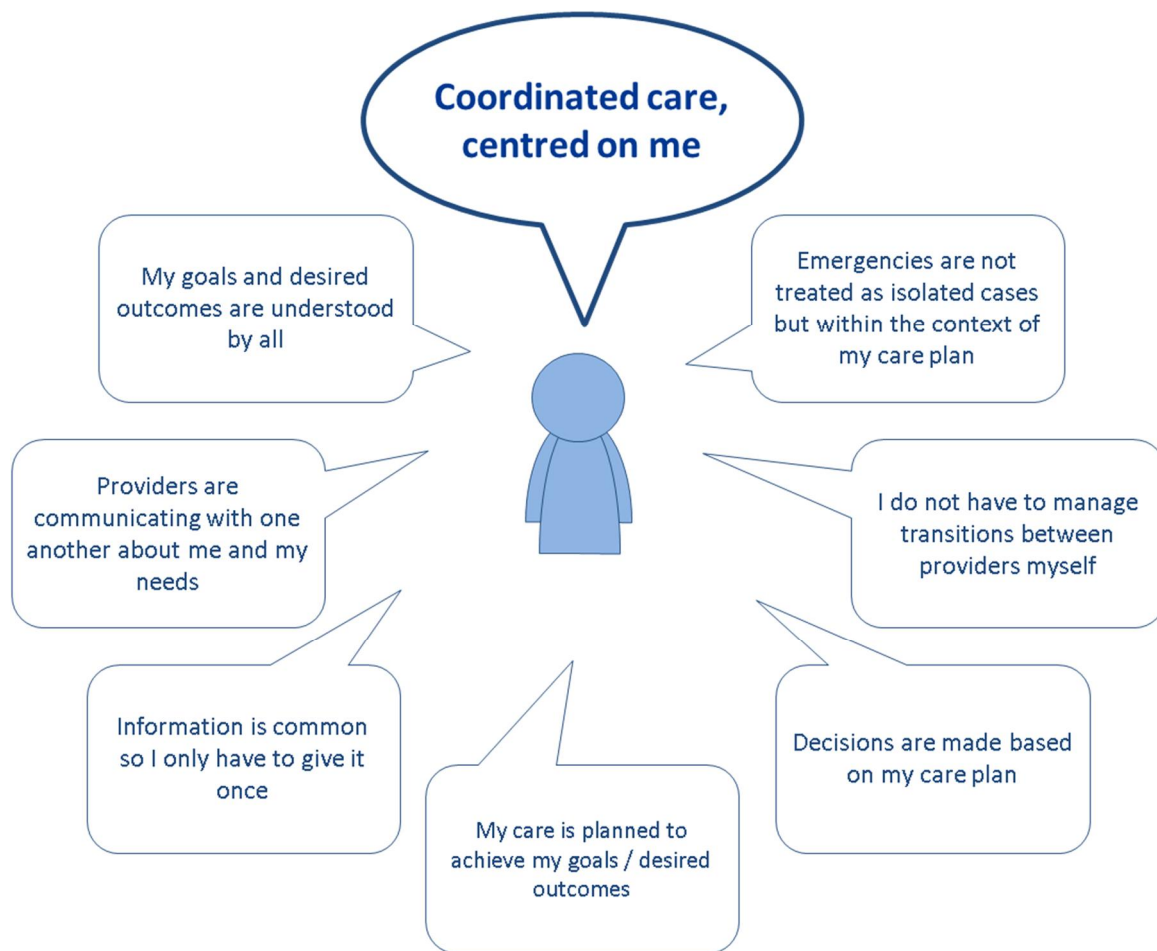 Coordinated care,
centred on me
My goals and desired
outcomes are understood
by all
Emergencies are not
treated as isolated cases
but within the context of
my care plan
Providers are
communicating with one
another about me and my
needs
I do not have to manage
transitions between
providers myself
Information is common
so I only have to give it
once
Decisions are made based
on my care plan
My care is planned to
achieve my goals / desired
outcomes